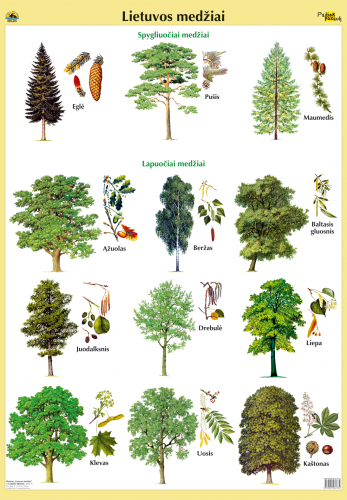 Lietuvos medžiai
Spygliuočiai medžiai
Eglė
Pušis
Maumedis
Lapuočiai medžiai
Ąžuolas
Beržas
Baltasis
gluosnis
Juodalksnis
Drebulė
Liepa
Klevas
Uosis
Kaštonas